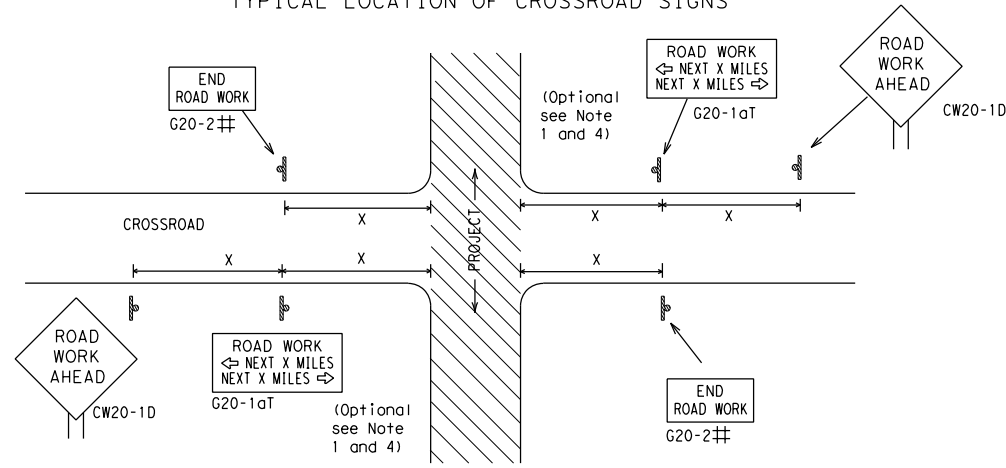 TYPICAL LOCATION OF CROSSROAD SIGNS
END
ROAD WORK
G20-2#
(Optional
see Note
1 and 4)
ROAD WORK
⇦ NEXT X MILES
NEXT X MILES ⇨
G20-1aT
ROAD
WORK
AHEAD
CW20-1D
X
X
X
CROSSROAD
PROJECT
X
X
X
ROAD
WORK
AHEAD
CW20-1D
ROAD WORK
⇦ NEXT X MILES
NEXT X MILES ⇨
G20-1aT
(Optional
see Note
1 and 4)
END
ROAD WORK
G20-2#